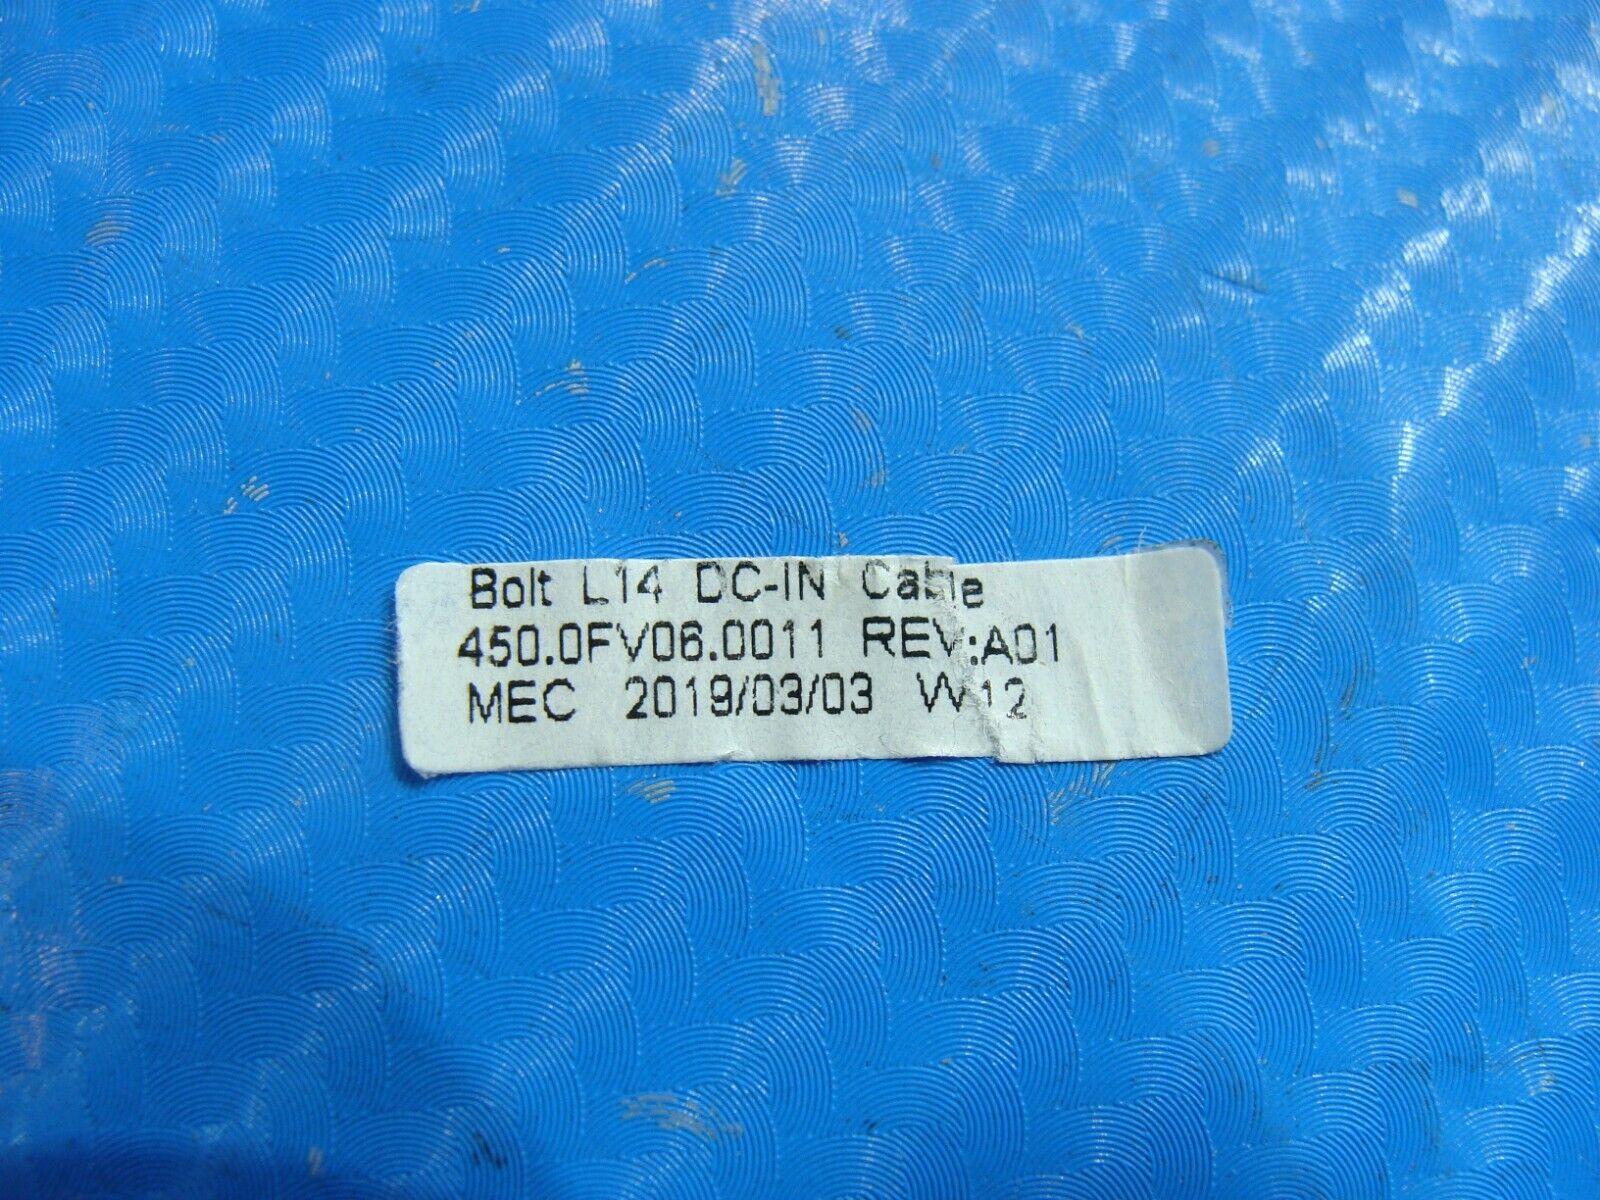 Bolt L14 DC-IN Cable
450.0FV06.0011 REV:A01
MEC 2019/03/03 W12